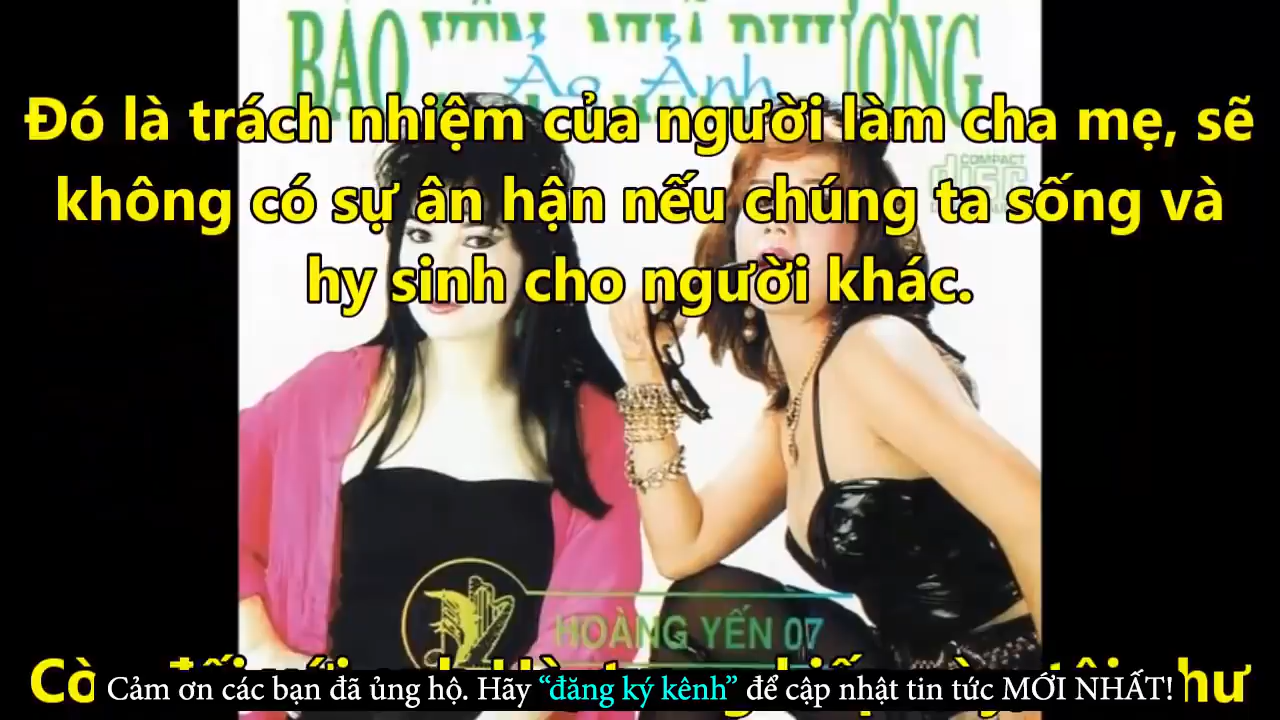 BẢO YẾN NHÃ PHƯƠNG
Ảo Ảnh
Đó là trách nhiệm của người làm cha mẹ, sẽ
không có sự ân hận nếu chúng ta sống và
hy sinh cho người khác.
COMPACT
disc
HOÀNG YẾN 07
Cảm ơn các bạn đã ủng hộ. Hãy “đăng ký kênh” để cập nhật tin tức MỚI NHẤT!